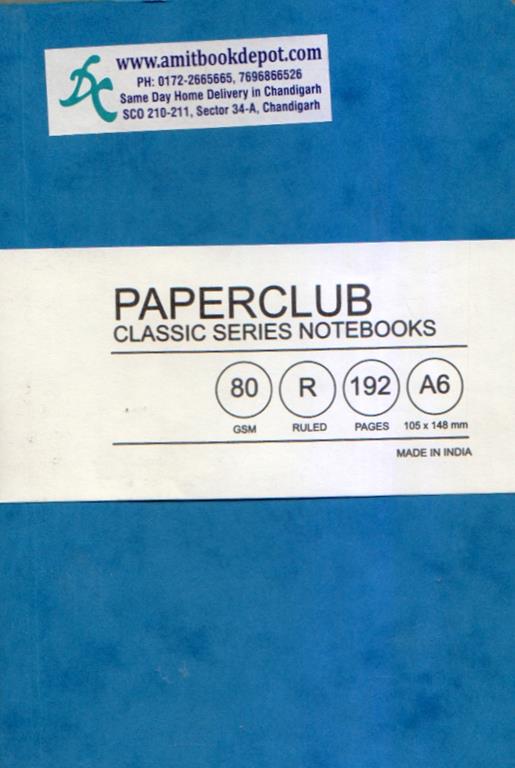 www.amitbookdepot.com
PH: 0172-2665665, 7696866526
Same Day Home Delivery in Chandigarh
SCO 210-211, Sector 34-A, Chandigarh
PAPERCLUB
CLASSIC SERIES NOTEBOOKS
80 R 192 A6
GSM RULED PAGES 105 x 148 mm
MADE IN INDIA